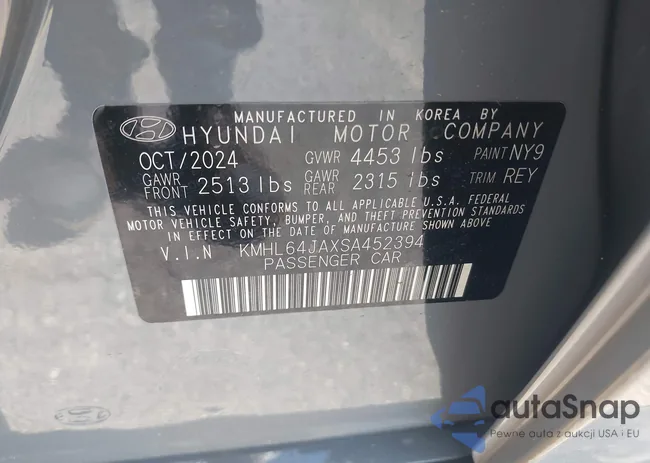 MANUFACTURED IN KOREA BY
HYUNDAI MOTOR COMPANY
OCT/2024 GVWR 4453 lbs PAINT NY9
GAWR FRONT 2513 lbs GAWR REAR 2315 lbs TRIM REY
THIS VEHICLE CONFORMS TO ALL APPLICABLE U.S.A. FEDERAL
MOTOR VEHICLE SAFETY, BUMPER, AND THEFT PREVENTION STANDARDS
IN EFFECT ON THE DATE OF MANUFACTURE SHOWN ABOVE
V.I.N KMHL64JAXSA452394
PASSENGER CAR
autaSnap
Pewne auta z aukcji USA i EU